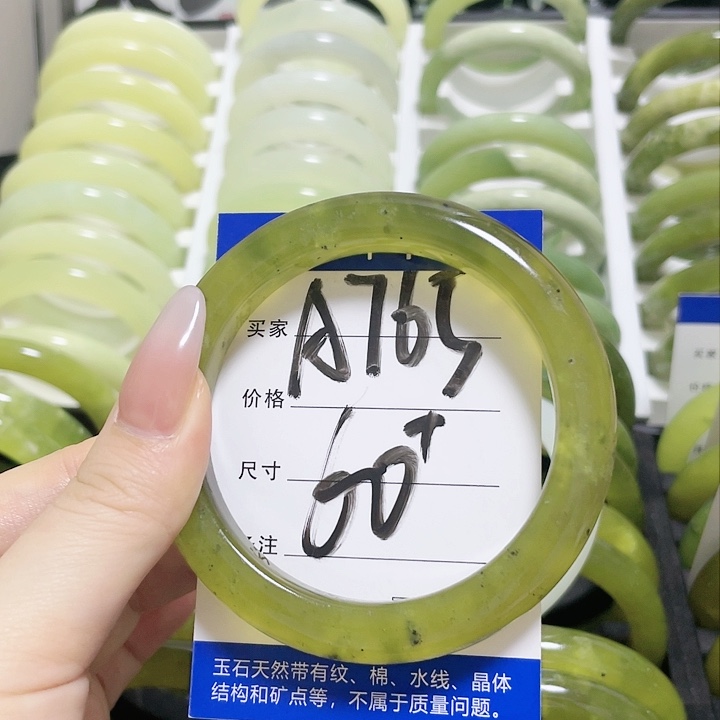 买家 A765
价格
尺寸 60+
注
玉石天然带有纹、棉、水线、晶体
结构和矿点等，不属于质量问题。